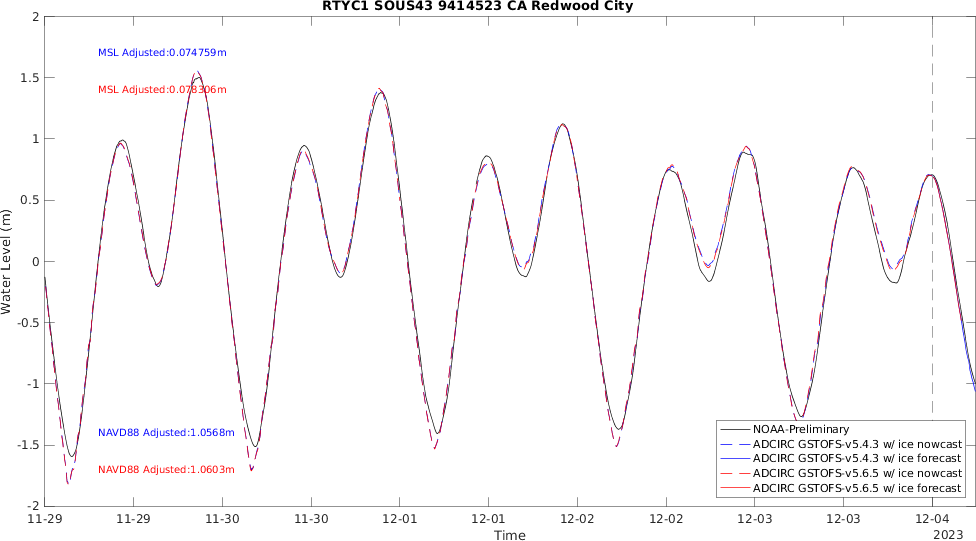 RTYC1 SOUS43 9414523 CA Redwood City
2
MSL Adjusted:0.074759m
1.5
MSL Adjusted:0.078306m
1
0.5
0
Water Level (m)
-0.5
-1
-1.5
-2
NAVD88 Adjusted:1.0568m
NAVD88 Adjusted:1.0603m
NOAA-Preliminary
ADCIRC GSTOFS-v5.4.3 w/ ice nowcast
ADCIRC GSTOFS-v5.4.3 w/ ice forecast
ADCIRC GSTOFS-v5.6.5 w/ ice nowcast
ADCIRC GSTOFS-v5.6.5 w/ ice forecast
11-29 11-29 11-30 11-30 12-01 12-01 12-02 12-02 12-03 12-03 12-04
Time
2023